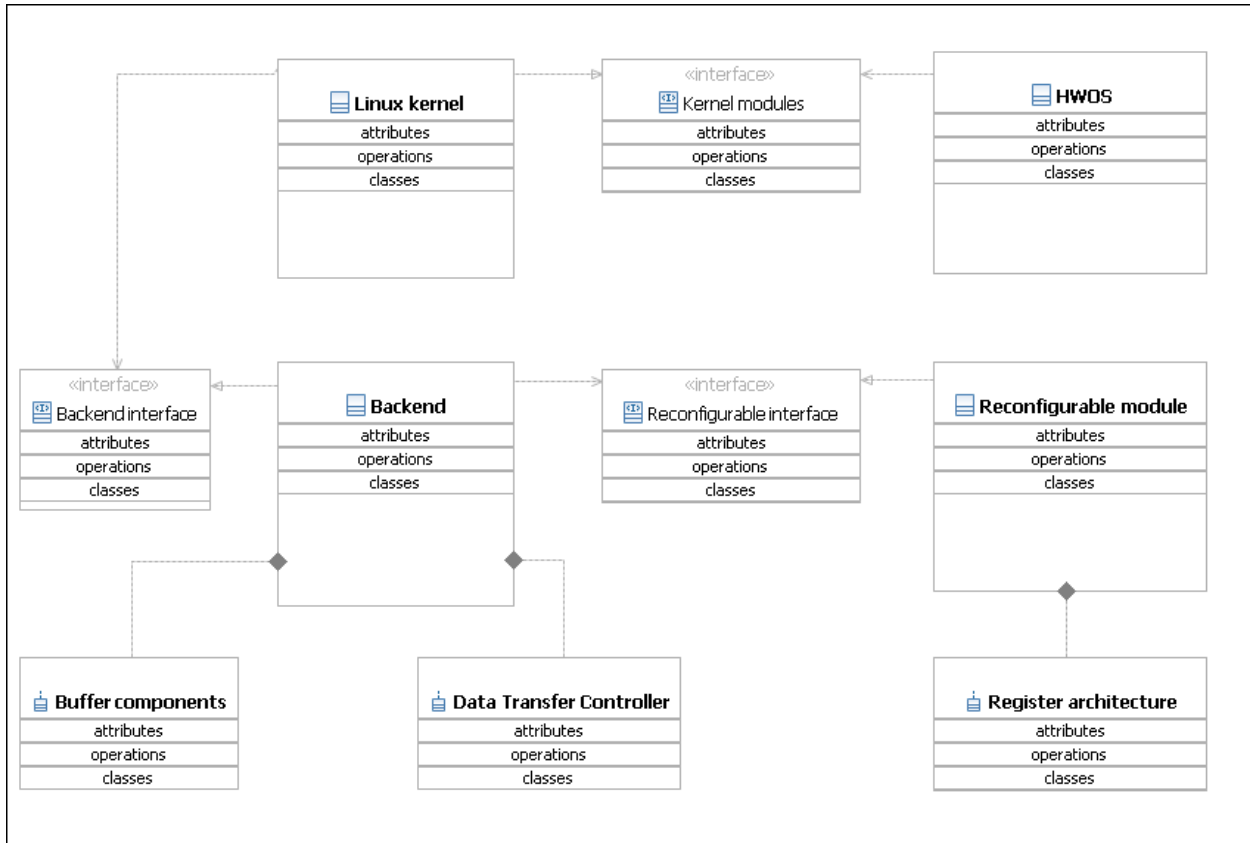 Linux kernel
attributes
operations
classes
«interface»
Kernel modules
attributes
operations
classes
HWOS
attributes
operations
classes
«interface»
Backend interface
attributes
operations
classes
Backend
attributes
operations
classes
«interface»
Reconfigurable interface
attributes
operations
classes
Reconfigurable module
attributes
operations
classes
Buffer components
attributes
operations
classes
Data Transfer Controller
attributes
operations
classes
Register architecture
attributes
operations
classes